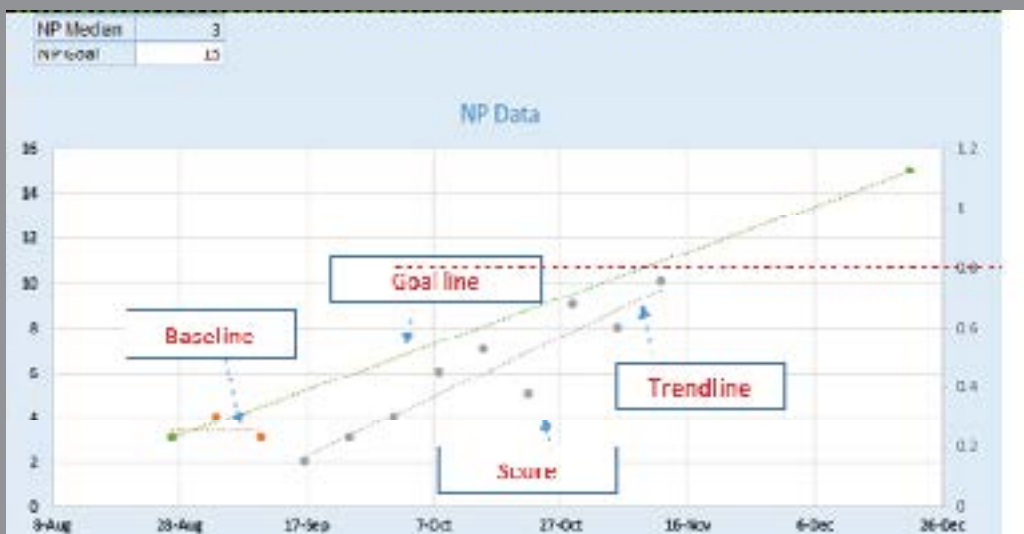 NP Median 3
NP Goal 15
NP Data
16
14
12
10
8
6
4
2
0
1.2
1
0.8
0.6
0.4
0.2
0
Goal line
Baseline
Trendline
Score
8-Aug 28-Aug 17-Sep 7-Oct 27-Oct 16-Nov 6-Dec 26-Dec